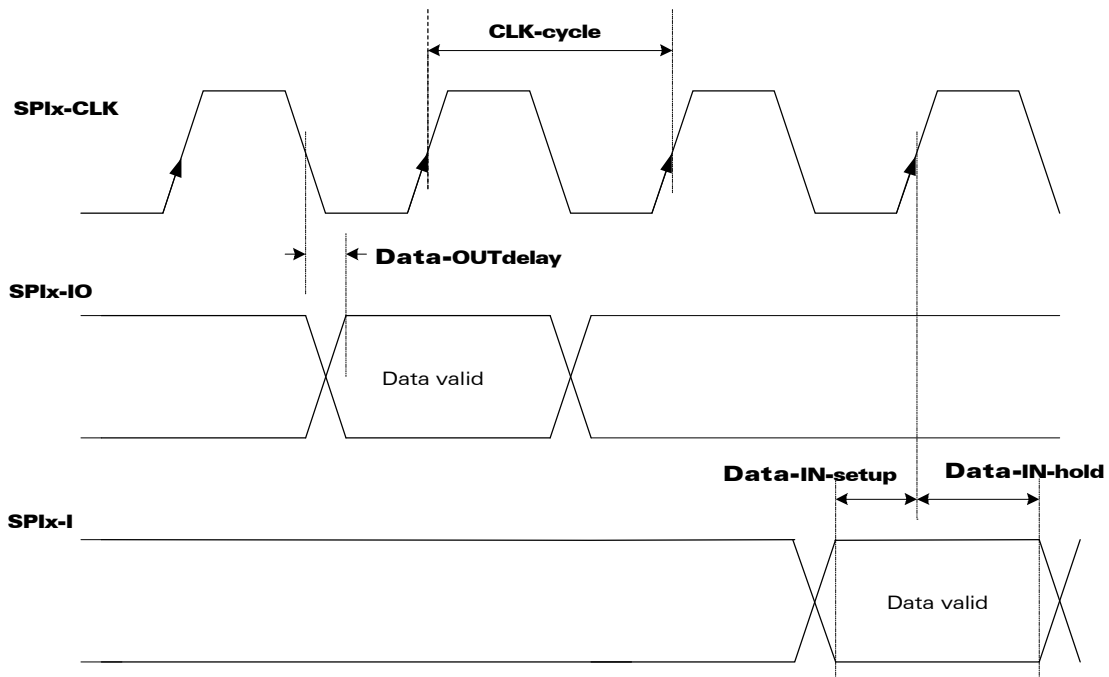 CLK-cycle
SPIx-CLK
Data-OUTdelay
SPIx-IO
Data valid
Data-IN-setup
Data-IN-hold
SPIx-I
Data valid